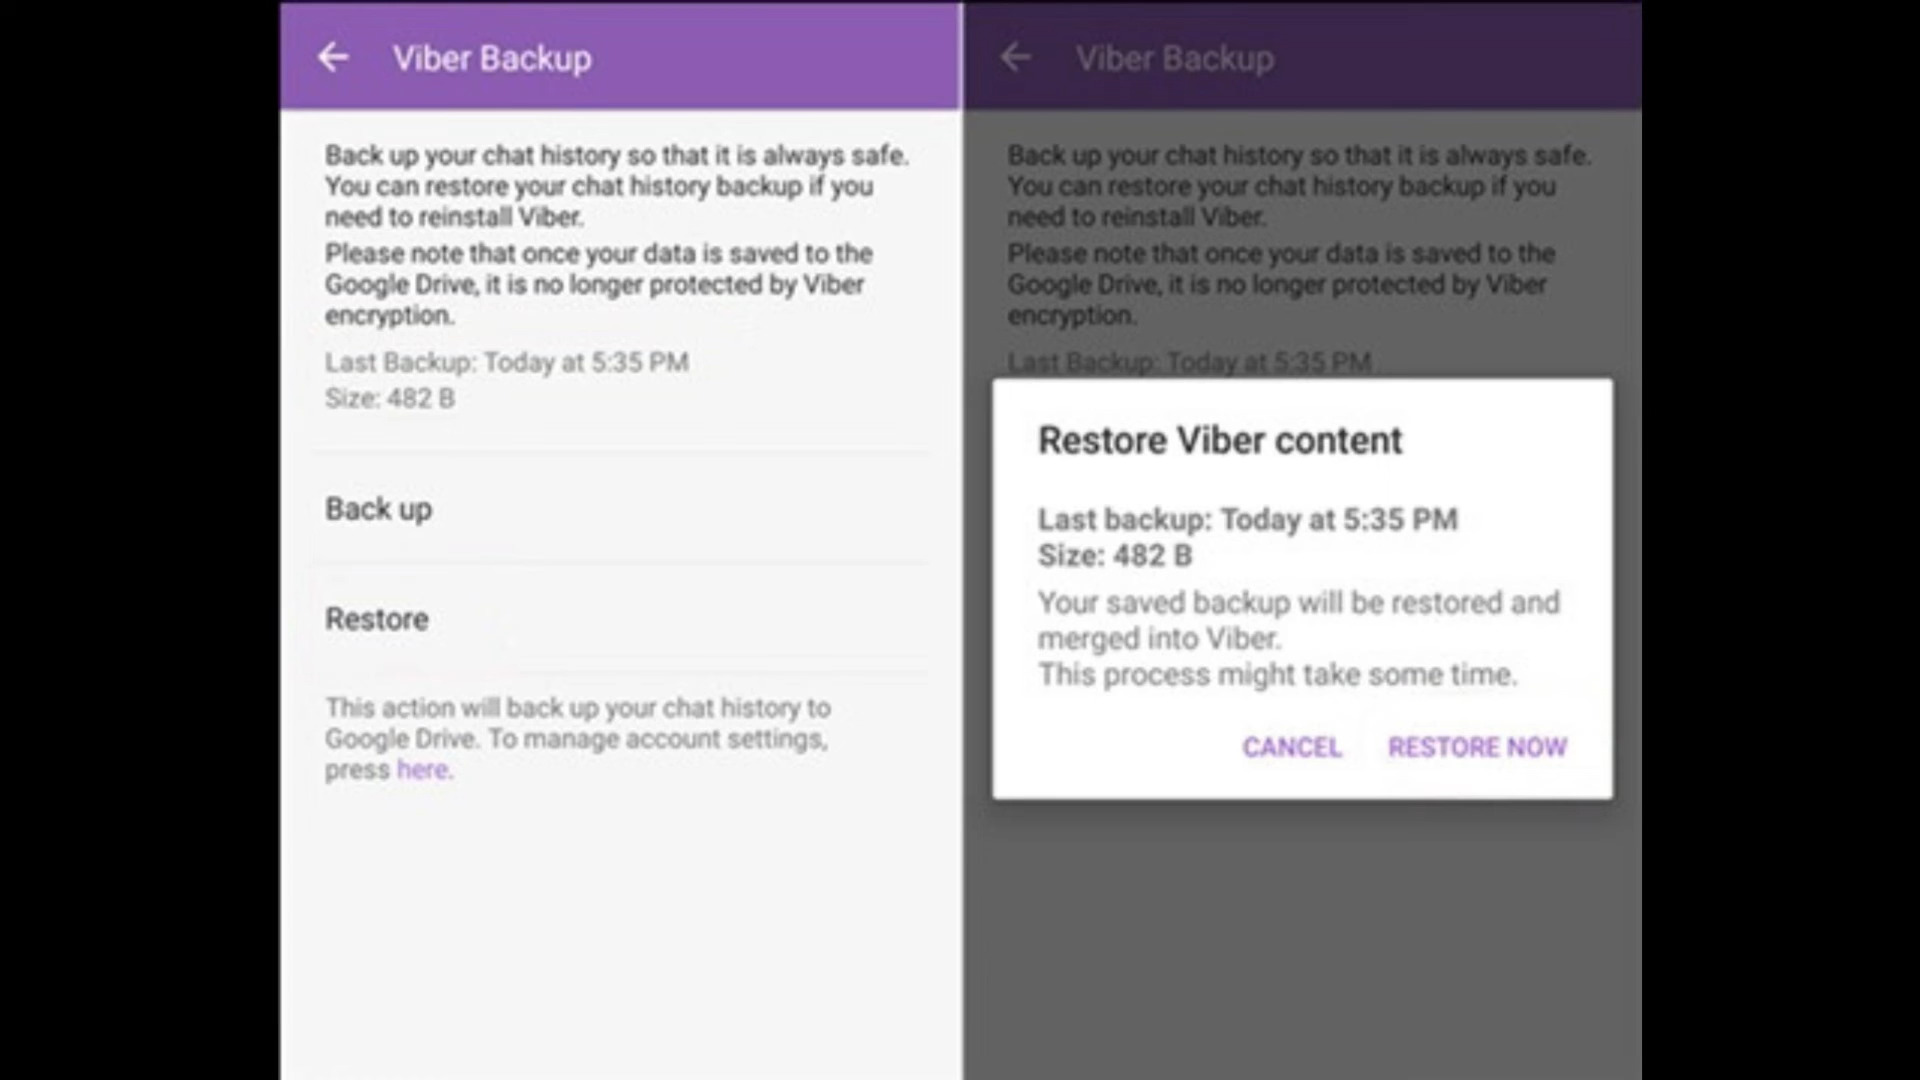 Viber Backup
Back up your chat history so that it is always safe.
You can restore your chat history backup if you
need to reinstall Viber.
Please note that once your data is saved to the
Google Drive, it is no longer protected by Viber
encryption.
Last Backup: Today at 5:35 PM
Size: 482 B
Back up
Restore
This action will back up your chat history to
Google Drive. To manage account settings,
press here.
Viber Backup
Back up your chat history so that it is always safe.
You can restore your chat history backup if you
need to reinstall Viber.
Please note that once your data is saved to the
Google Drive, it is no longer protected by Viber
encryption.
Last Backup: Today at 5:35 PM
Restore Viber content
Last backup: Today at 5:35 PM
Size: 482 B
Your saved backup will be restored and
merged into Viber.
This process might take some time.
CANCEL RESTORE NOW